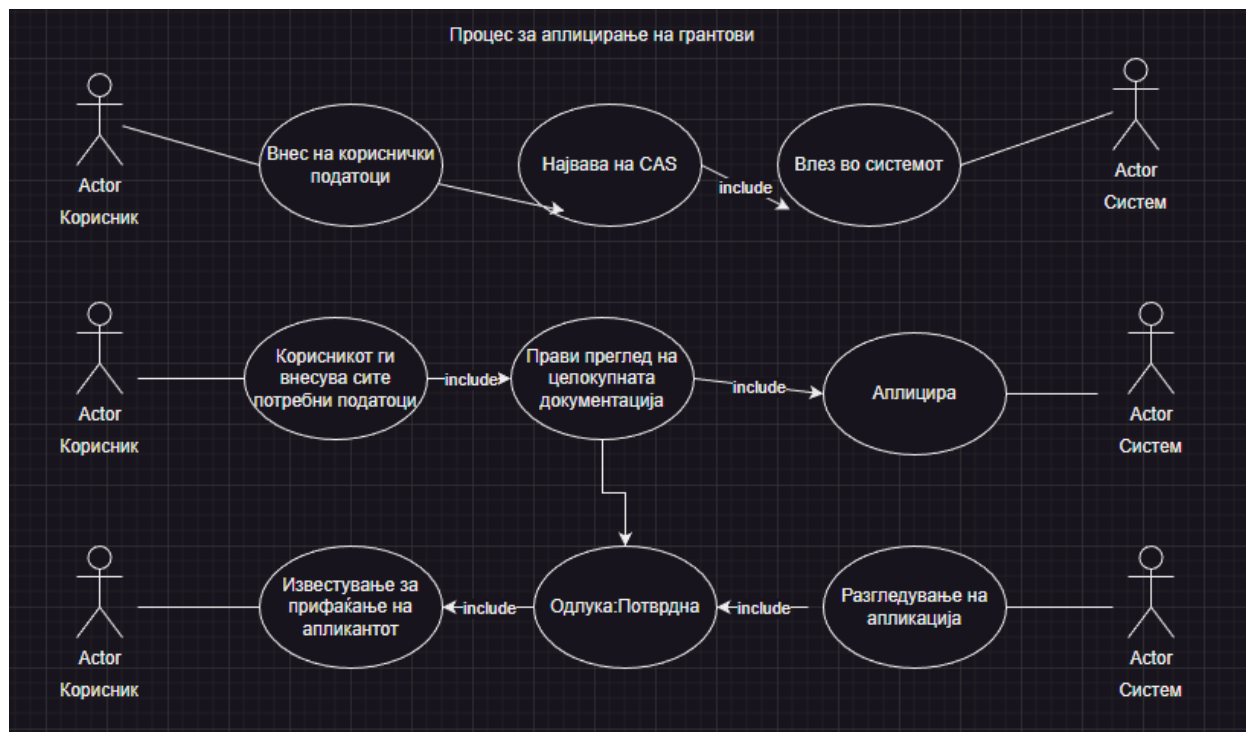 Процес за аплицирање на грантови
Внес на кориснички
податоци
Најава на CAS
include
Влез во системот
Actor
Корисник
Actor
Систем
Корисникот ги
внесува сите
потребни податоци
include
Прави преглед на
целокупната
документација
include
Аплицира
Actor
Корисник
Actor
Систем
Известување за
прифаќање на
апликантот
include
Одлука:Потврдна
include
Разгледување на
апликација
Actor
Корисник
Actor
Систем